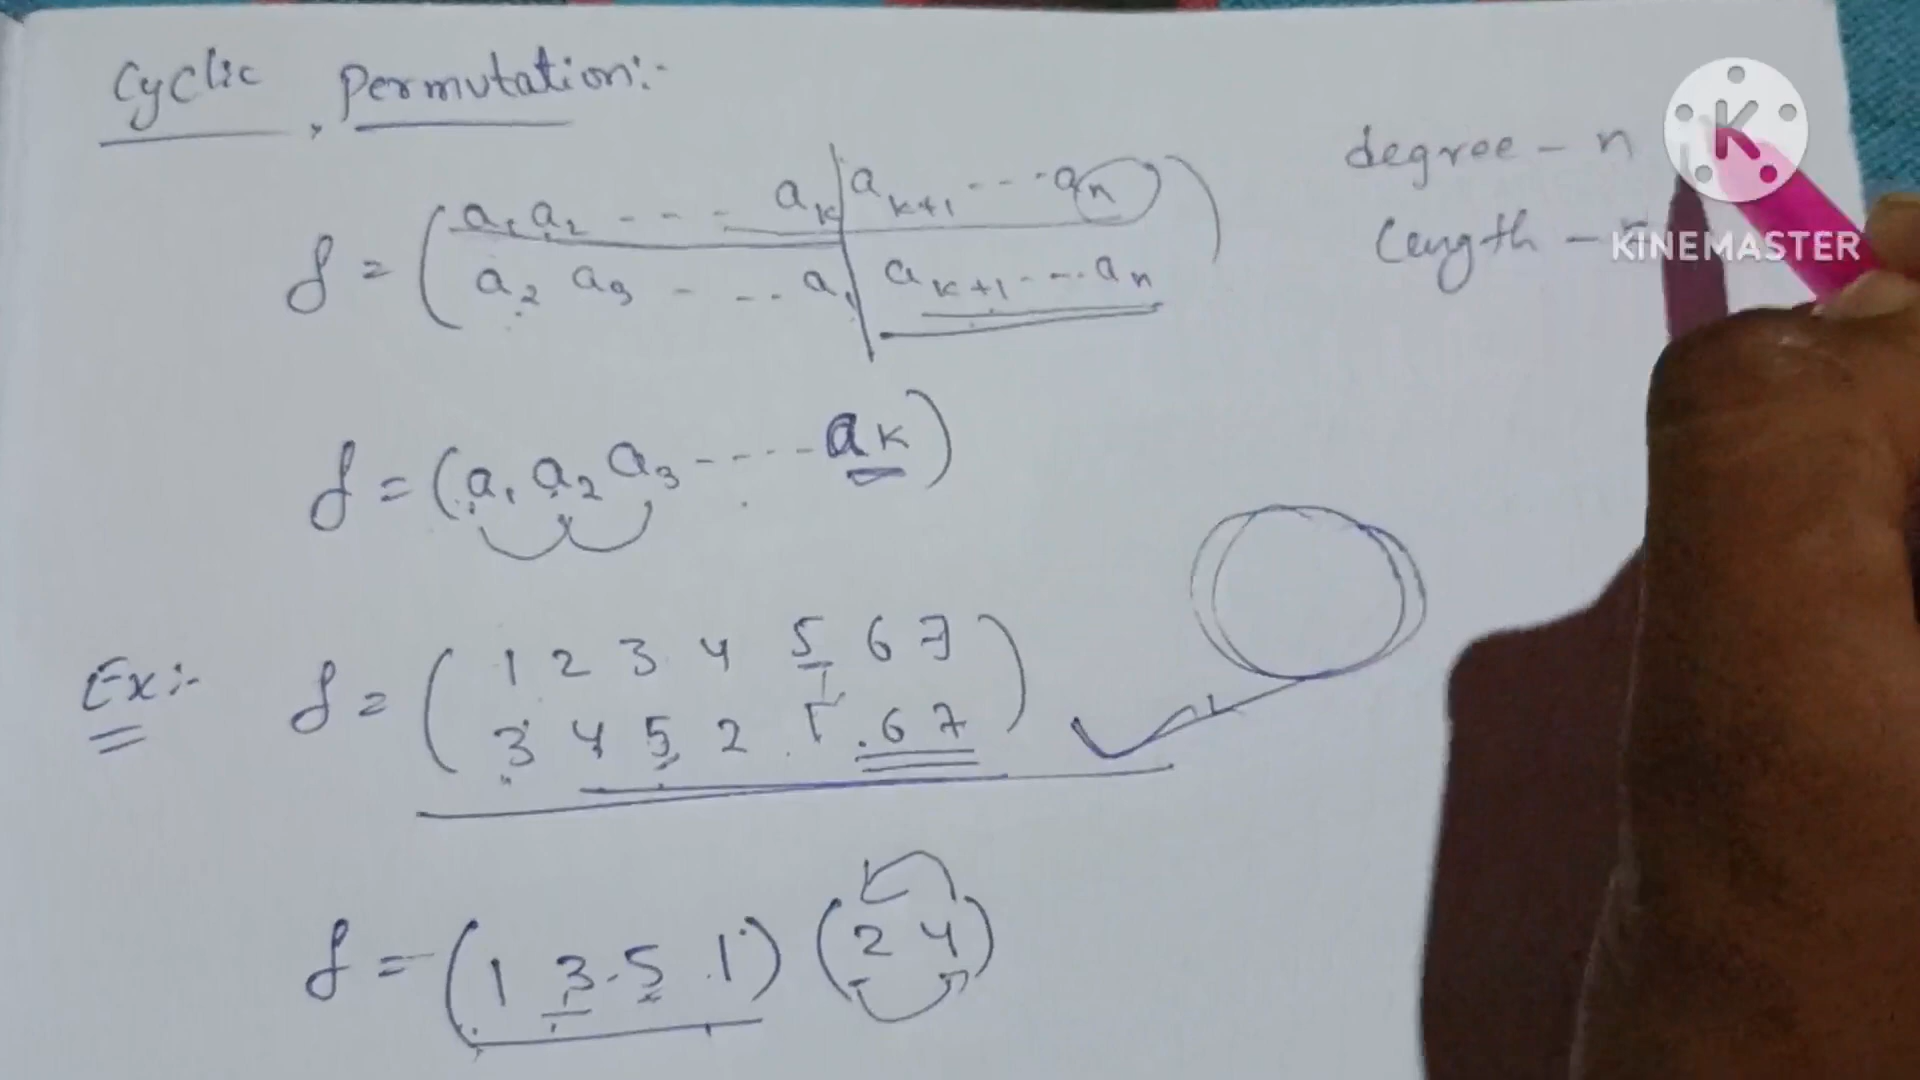 Cyclic Permutation:-
degree - n
K
length -
KINEMASTER
f = ( a1 a2 - - - ak ak+1 - - - an )
a2 a3 - - - a1 ak+1 - - - an
f = (a1 a2 a3 - - - - ak)
Ex:- f = ( 1 2 3 4 5 6 7 )
3 4 5 2 1 . 6 7
f = (1 3 5 1) (2 4)